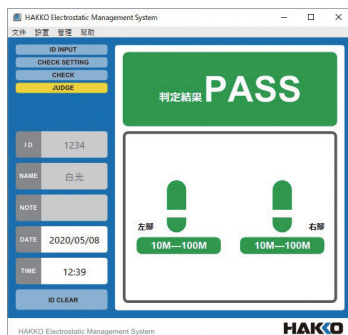 HAKKO Electrostatic Management System
文件 設置 管理 幫助
ID INPUT
CHECK SETTING
CHECK
JUDGE
判定結果 PASS
ID 1234
NAME 白光
NOTE
DATE 2020/05/08
TIME 12:39
ID CLEAR
左腳 右腳
10M---100M 10M---100M
HAKKO Electrostatic Management System HAKKO